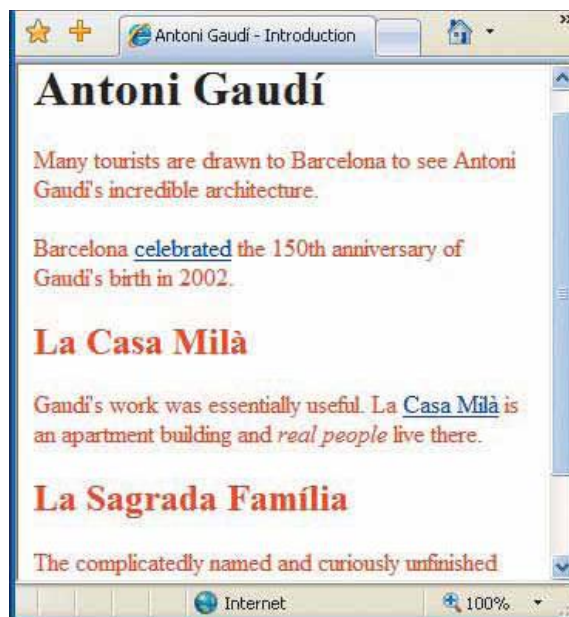 Antoni Gaudí - Introduction
»
Antoni Gaudí
Many tourists are drawn to Barcelona to see Antoni
Gaudí's incredible architecture.
Barcelona celebrated the 150th anniversary of
Gaudí's birth in 2002.
La Casa Milà
Gaudí's work was essentially useful. La Casa Milà is
an apartment building and real people live there.
La Sagrada Família
The complicatedly named and curiously unfinished
Internet 100%